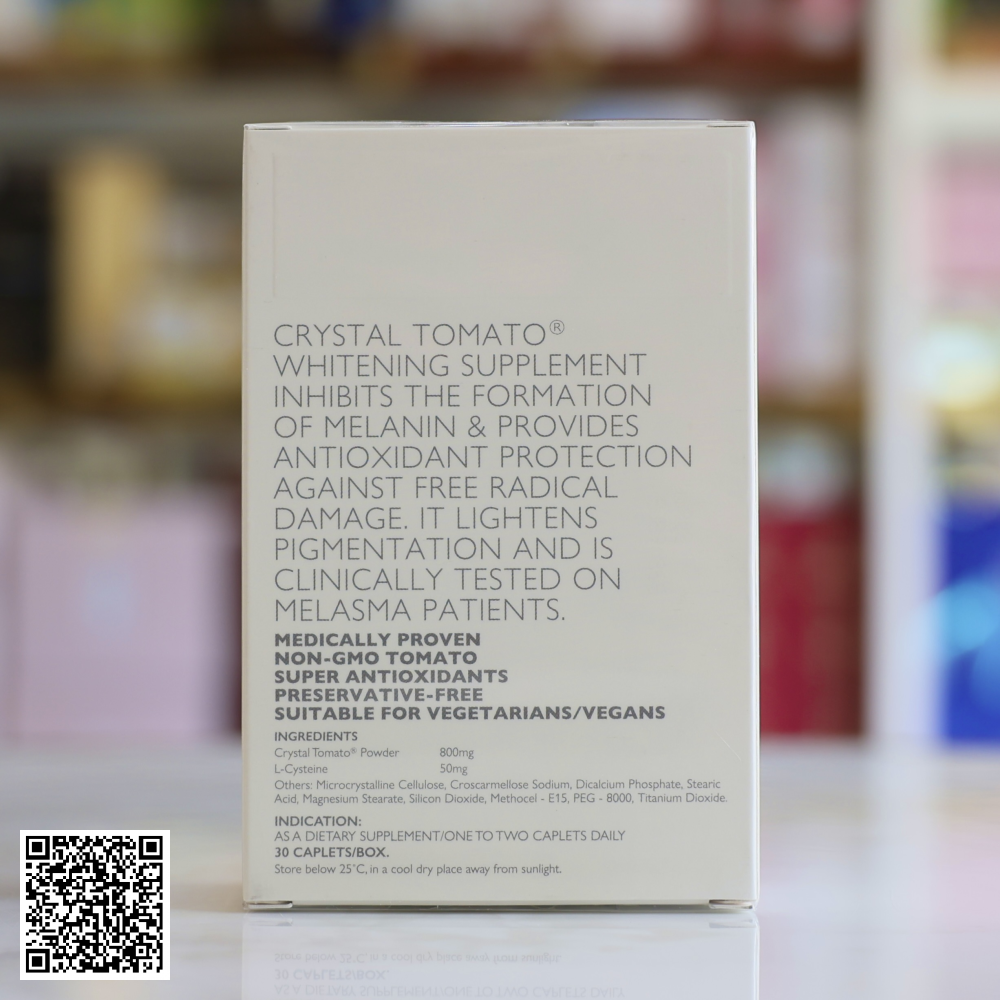 CRYSTAL TOMATO®
WHITENING SUPPLEMENT
INHIBITS THE FORMATION
OF MELANIN & PROVIDES
ANTIOXIDANT PROTECTION
AGAINST FREE RADICAL
DAMAGE. IT LIGHTENS
PIGMENTATION AND IS
CLINICALLY TESTED ON
MELASMA PATIENTS.
MEDICALLY PROVEN
NON-GMO TOMATO
SUPER ANTIOXIDANTS
PRESERVATIVE-FREE
SUITABLE FOR VEGETARIANS/VEGANS
INGREDIENTS
Crystal Tomato® Powder 800mg
L-Cysteine 50mg
Others: Microcrystalline Cellulose, Croscarmellose Sodium, Dicalcium Phosphate, Stearic
Acid, Magnesium Stearate, Silicon Dioxide, Methocel - E15, PEG - 8000, Titanium Dioxide
INDICATION:
AS A DIETARY SUPPLEMENT/ONE TO TWO CAPLETS DAILY
30 CAPLETS/BOX.
Store below 25°C, in a cool dry place away from sunlight.